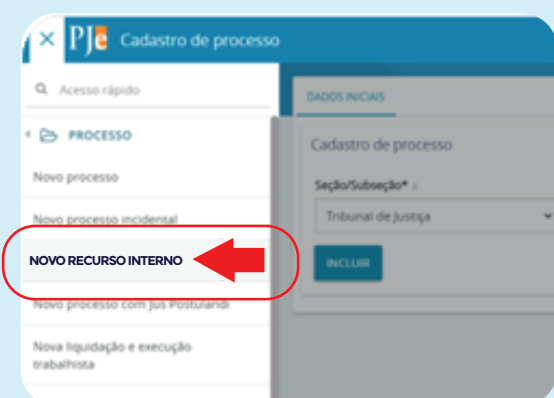 × PJe Cadastro de processo
Acesso rápido
PROCESSO
Novo processo
Novo processo incidental
NOVO RECURSO INTERNO
Novo processo com Jus Postulandi
Nova liquidação e execução
trabalhista
DADOS INICIAIS
Cadastro de processo
Seção/Subseção*
Tribunal de Justiça
INCLUIR